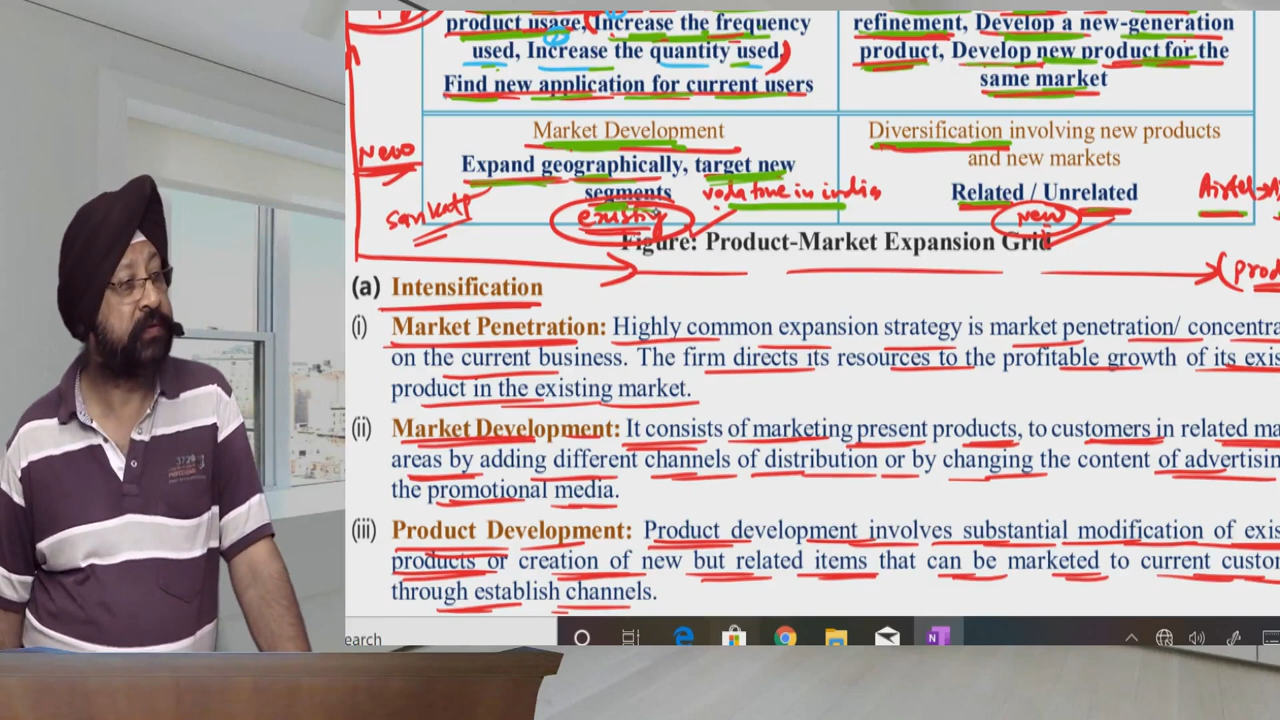 product usage, Increase the frequency
used, Increase the quantity used,
Find new application for current users
refinement, Develop a new-generation
product, Develop new product for the
same market
New
Market Development
Expand geographically, target new
segments
existing
Diversification involving new products
and new markets
Related / Unrelated
New
Airtel
Figure: Product-Market Expansion Grid
(prod
(a) Intensification
(i) Market Penetration: Highly common expansion strategy is market penetration/ concentra
on the current business. The firm directs its resources to the profitable growth of its exis
product in the existing market.
(ii) Market Development: It consists of marketing present products, to customers in related ma
areas by adding different channels of distribution or by changing the content of advertisin
the promotional media.
(iii) Product Development: Product development involves substantial modification of exis
products or creation of new but related items that can be marketed to current custom
through establish channels.
earch